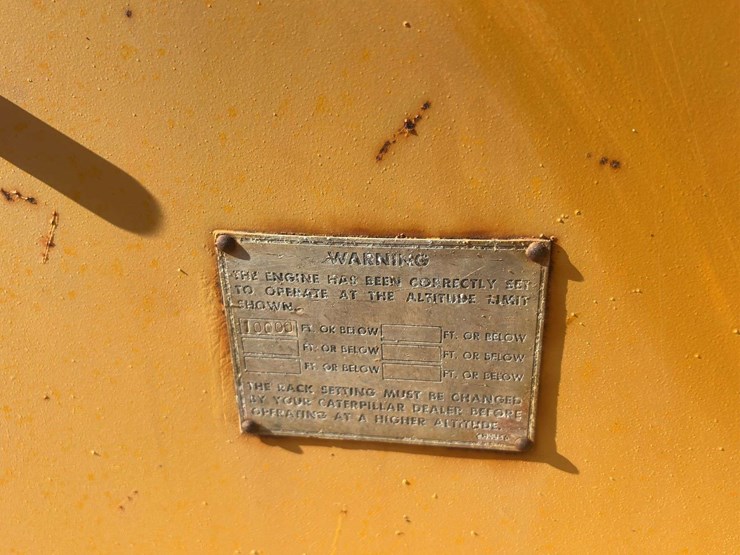 WARNING
THE ENGINE HAS BEEN CORRECTLY SET
TO OPERATE AT THE ALTITUDE LIMIT
SHOWN.
10000 FT. OR BELOW FT. OR BELOW
FT. OR BELOW FT. OR BELOW
FT. OR BELOW FT. OR BELOW
THE RACK SETTING MUST BE CHANGED
BY YOUR CATERPILLAR DEALER BEFORE
OPERATING AT A HIGHER ALTITUDE